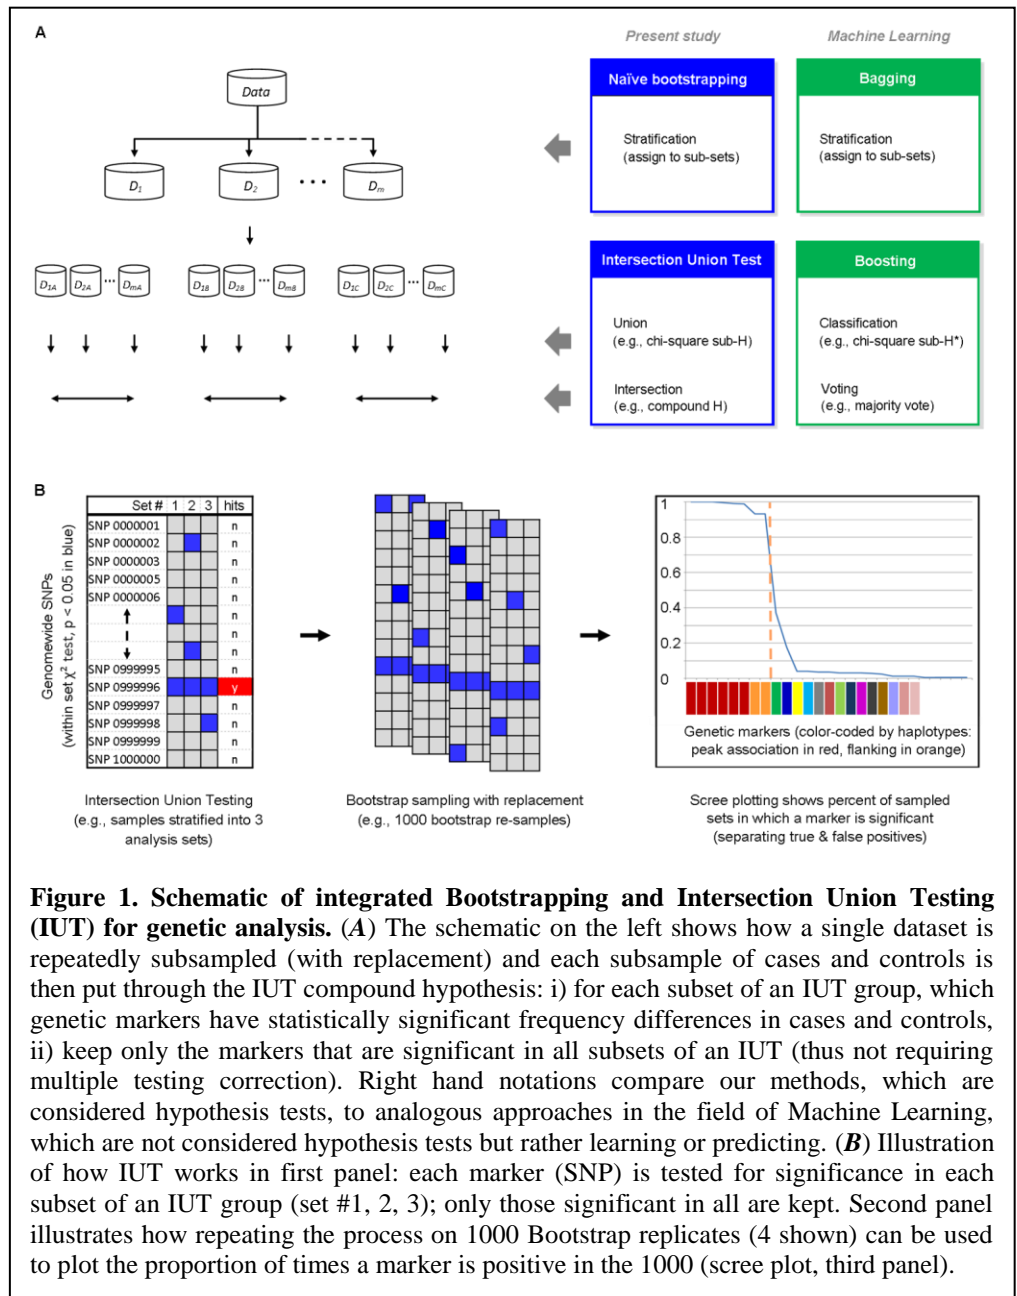 A
Present study
Machine Learning
Data
D1
D2
Dm
Naïve bootstrapping
Stratification
(assign to sub-sets)
Bagging
Stratification
(assign to sub-sets)
D1A D2A ... DmA
D1B D2B ... DmB
D1C D2C ... DmC
Intersection Union Test
Union
(e.g., chi-square sub-H)
Intersection
(e.g., compound H)
Boosting
Classification
(e.g., chi-square sub-H*)
Voting
(e.g., majority vote)
B
Genomewide SNPs
(within set χ² test, p < 0.05 in blue)
Set # 1 2 3 hits
SNP 0000001 n
SNP 0000002 n
SNP 0000003 n
SNP 0000005 n
SNP 0000006 n
n
n
n
SNP 0999995 n
SNP 0999996 y
SNP 0999997 n
SNP 0999998 n
SNP 0999999 n
SNP 1000000 n
Intersection Union Testing
(e.g., samples stratified into 3
analysis sets)
Bootstrap sampling with replacement
(e.g., 1000 bootstrap re-samples)
1
0.8
0.6
0.4
0.2
0
Genetic markers (color-coded by haplotypes:
peak association in red, flanking in orange)
Scree plotting shows percent of sampled
sets in which a marker is significant
(separating true & false positives)
Figure 1. Schematic of integrated Bootstrapping and Intersection Union Testing
(IUT) for genetic analysis. (A) The schematic on the left shows how a single dataset is
repeatedly subsampled (with replacement) and each subsample of cases and controls is
then put through the IUT compound hypothesis: i) for each subset of an IUT group, which
genetic markers have statistically significant frequency differences in cases and controls,
ii) keep only the markers that are significant in all subsets of an IUT (thus not requiring
multiple testing correction). Right hand notations compare our methods, which are
considered hypothesis tests, to analogous approaches in the field of Machine Learning,
which are not considered hypothesis tests but rather learning or predicting. (B) Illustration
of how IUT works in first panel: each marker (SNP) is tested for significance in each
subset of an IUT group (set #1, 2, 3); only those significant in all are kept. Second panel
illustrates how repeating the process on 1000 Bootstrap replicates (4 shown) can be used
to plot the proportion of times a marker is positive in the 1000 (scree plot, third panel).